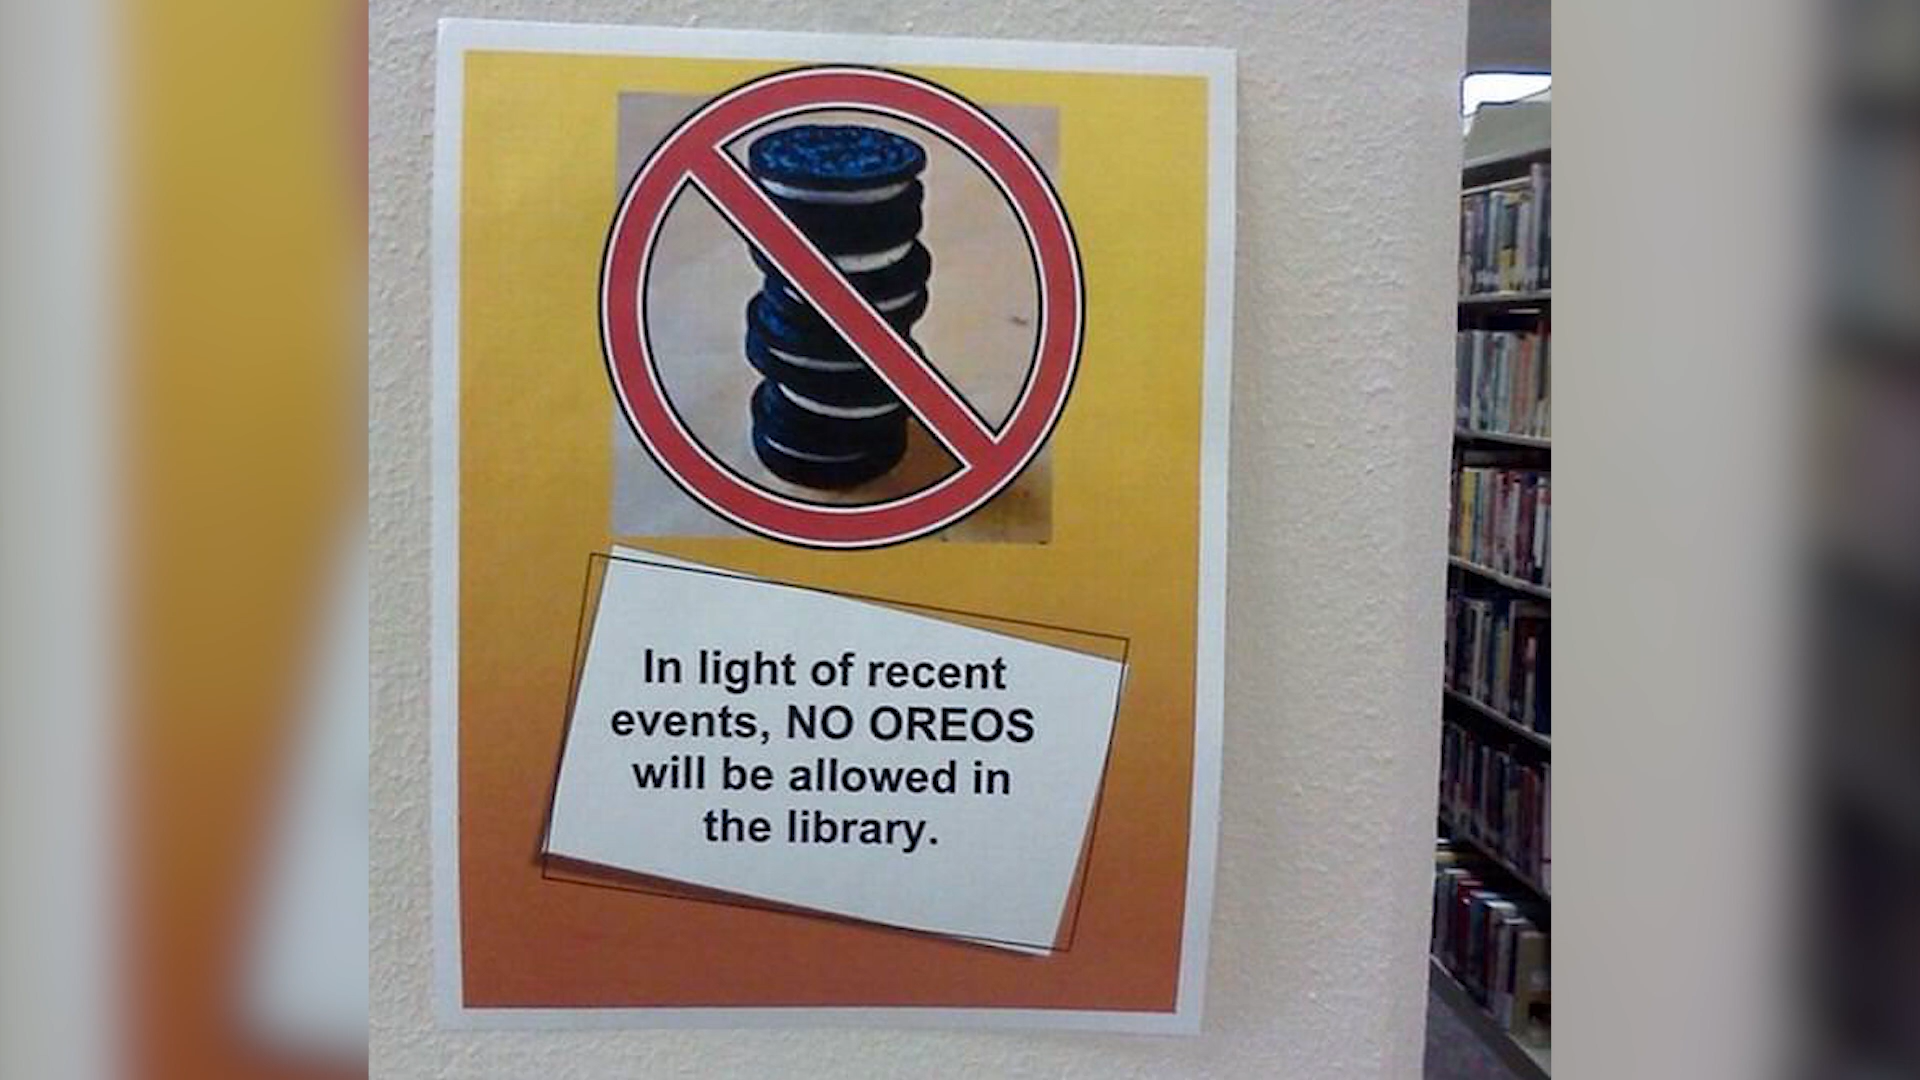 In light of recent
events, NO OREOS
will be allowed in
the library.